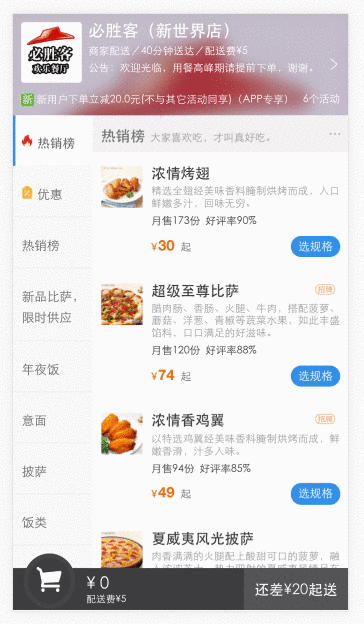 必胜客（新世界店）
必胜客
欢乐餐厅
商家配送／40分钟送达／配送费¥5
公告：欢迎光临，用餐高峰期请提前下单，谢谢。
新 新用户下单立减20.0元(不与其它活动同享)（APP专享）
6个活动
热销榜
优惠
热销榜
新品比萨，
限时供应
年夜饭
意面
披萨
饭类
热销榜 大家喜欢吃，才叫真好吃。
浓情烤翅
精选全翅经美味香料腌制烘烤而成，入口
鲜嫩多汁，回味无穷。
月售173份 好评率90%
¥30 起
选规格
超级至尊比萨
招牌
腊肉肠、香肠、火腿、牛肉，搭配菠萝、
蘑菇、洋葱、青椒等蔬菜水果，如此丰盛
馅料，口口满足的好滋味。
月售120份 好评率88%
¥74 起
选规格
浓情香鸡翼
招牌
以特选鸡翼经美味香料腌制烘烤而成，鲜
嫩香滑，汁多入味。
月售94份 好评率85%
¥49 起
选规格
夏威夷风光披萨
肉香满满的火腿配上酸甜可口的菠萝，融
¥0
配送费¥5
还差¥20起送